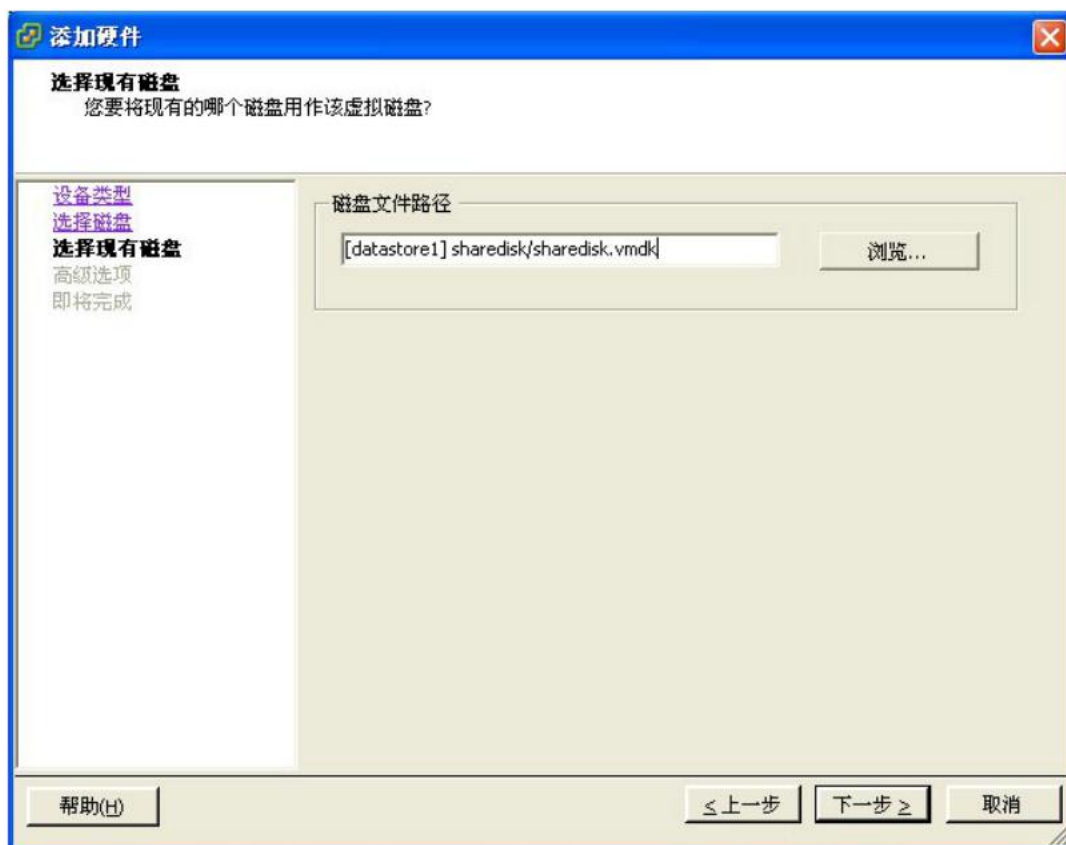 添加硬件
选择现有磁盘
您要将现有的哪个磁盘用作该虚拟磁盘?
设备类型
选择磁盘
选择现有磁盘
高级选项
即将完成
磁盘文件路径
[datastore1] sharedisk/sharedisk.vmdk
浏览...
帮助(H)
≤上一步
下一步≥
取消